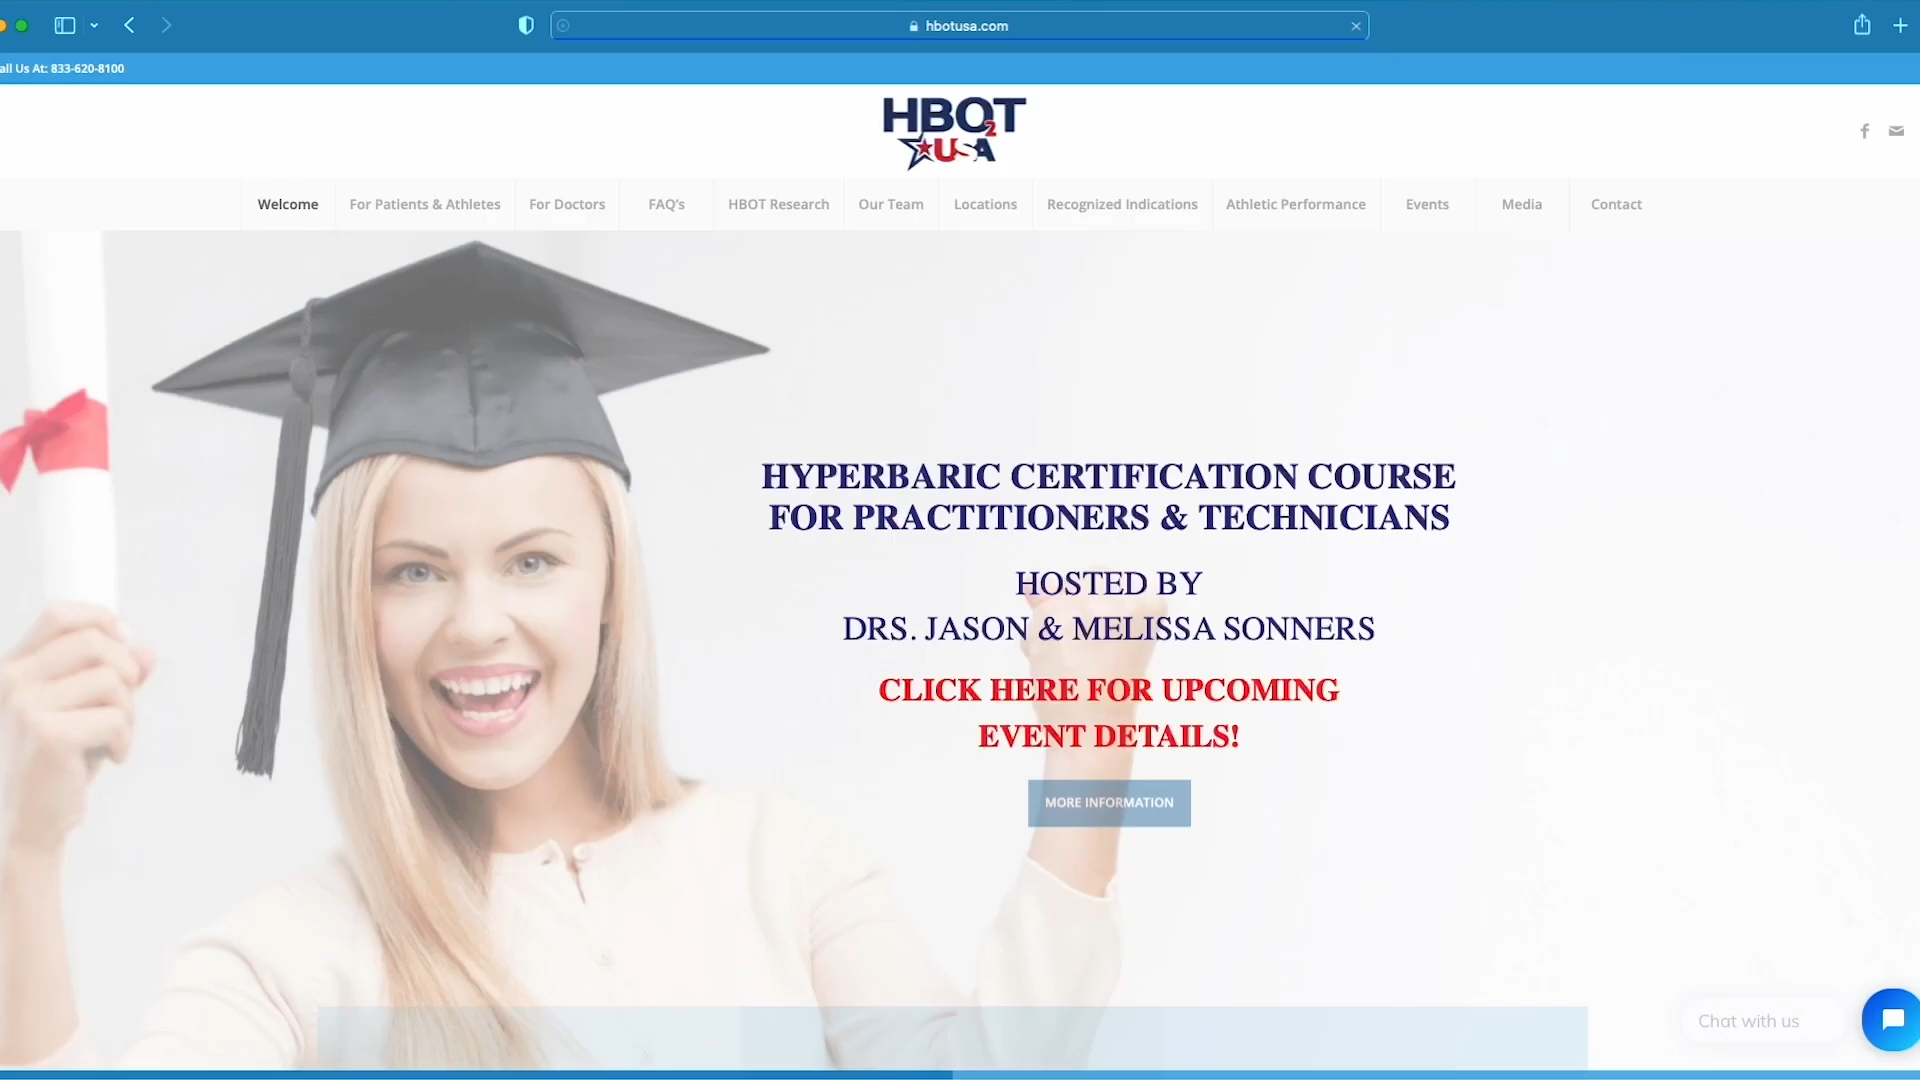 hbotusa.com
all Us At: 833-620-8100
HBOT
2
USA
Welcome
For Patients & Athletes
For Doctors
FAQ's
HBOT Research
Our Team
Locations
Recognized Indications
Athletic Performance
Events
Media
Contact
HYPERBARIC CERTIFICATION COURSE
FOR PRACTITIONERS & TECHNICIANS
HOSTED BY
DRS. JASON & MELISSA SONNERS
CLICK HERE FOR UPCOMING
EVENT DETAILS!
MORE INFORMATION
Chat with us